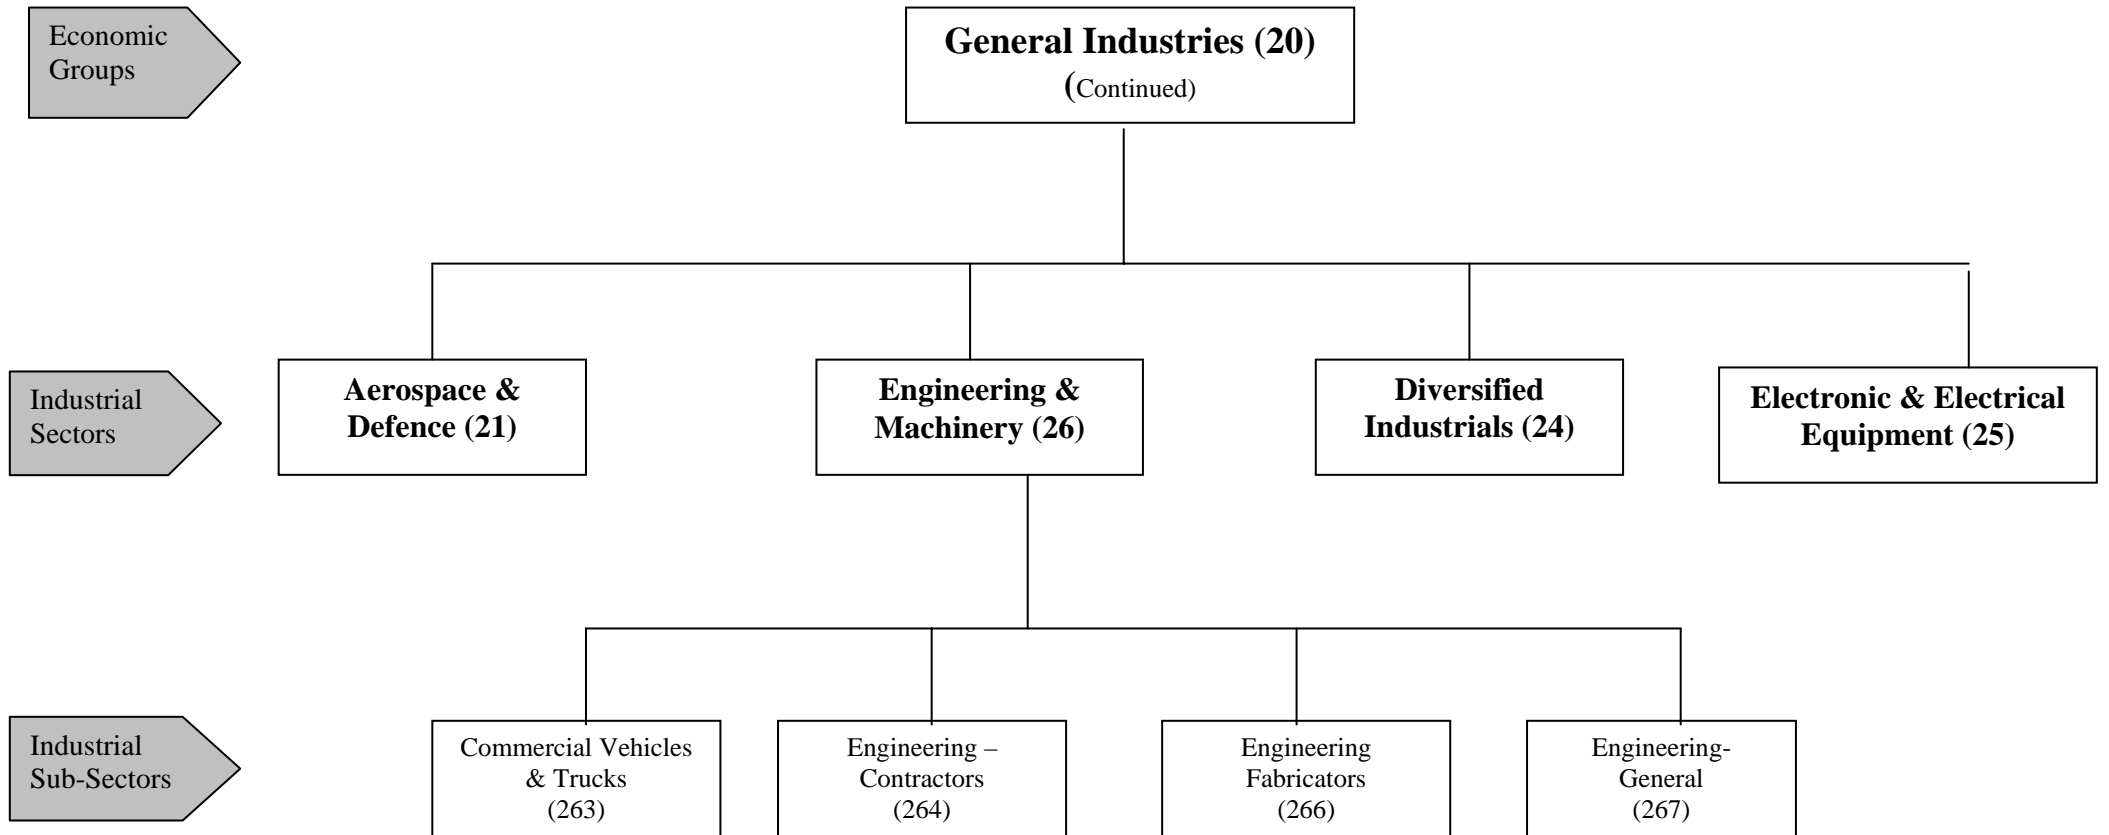 Economic
Groups
General Industries (20)
(Continued)
Industrial
Sectors
Aerospace &
Defence (21)
Engineering &
Machinery (26)
Diversified
Industrials (24)
Electronic & Electrical
Equipment (25)
Industrial
Sub-Sectors
Commercial Vehicles
& Trucks
(263)
Engineering –
Contractors
(264)
Engineering
Fabricators
(266)
Engineering-
General
(267)